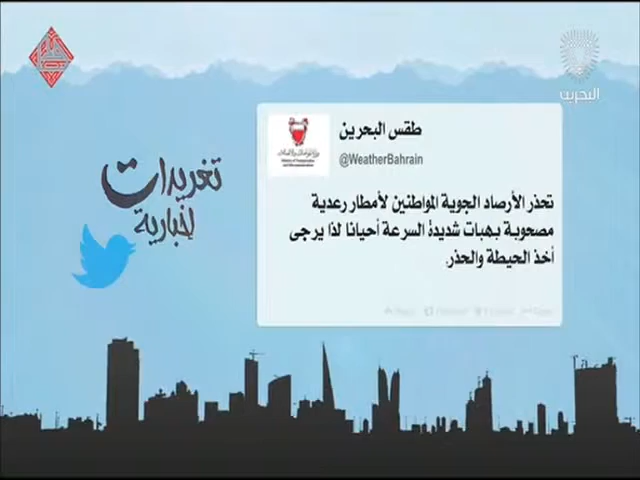 البحرين
تغريدات
إخبارية
طقس البحرين
@WeatherBahrain
تحذر الأرصاد الجوية المواطنين لأمطار رعدية
مصحوبة بهبات شديدة السرعة أحيانا لذا يرجى
أخذ الحيطة والحذر.